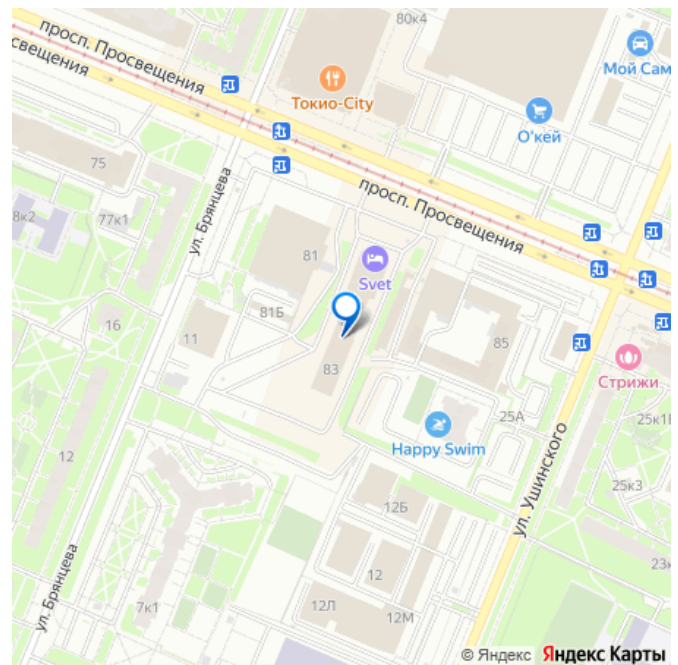 80к4
просп. Просвещения
свещения
Мой Сам
Токио-City
О'кей
75
просп. Просвещения
8к2
77к1
ул. Брянцева
81
Svet
81Б
16
11
83
85
Стрижи
25А
25к1
Happy Swim
12
ул. Ушинского
25к3
12Б
23к
12
ул. Брянцева
7к1
12Л
12М
© Яндекс Яндекс Карты